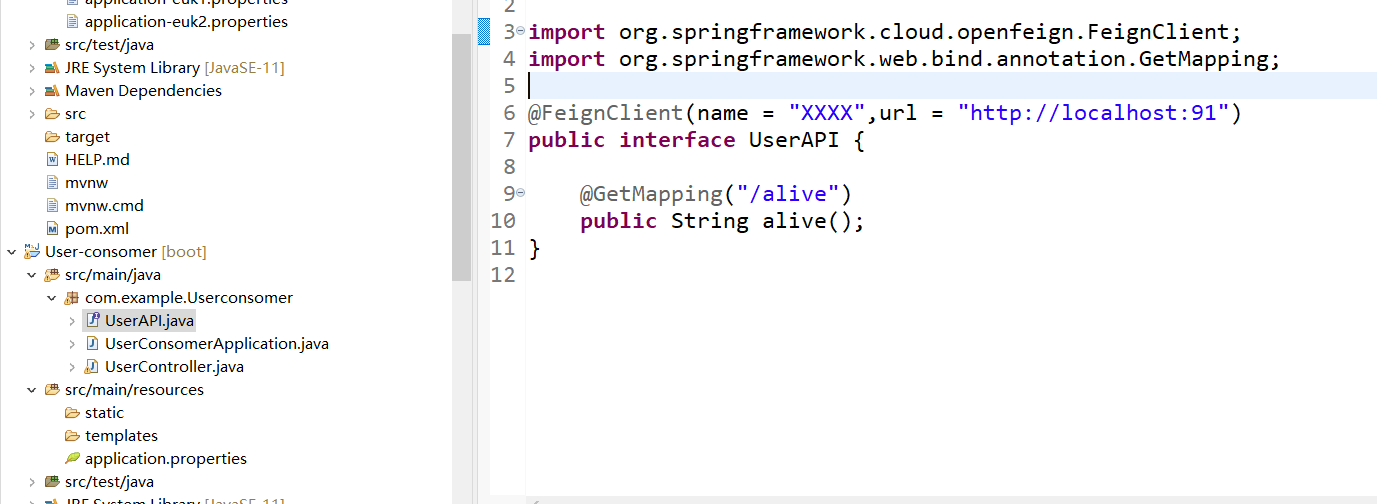 application-euk1.properties
application-euk2.properties
src/test/java
JRE System Library [JavaSE-11]
Maven Dependencies
src
target
HELP.md
mvnw
mvnw.cmd
pom.xml
User-consomer [boot]
src/main/java
com.example.Userconsomer
UserAPI.java
UserConsomerApplication.java
UserController.java
src/main/resources
static
templates
application.properties
src/test/java
JRE System Library [JavaSE-11]
2
3 import org.springframework.cloud.openfeign.FeignClient;
4 import org.springframework.web.bind.annotation.GetMapping;
5
6 @FeignClient(name = "XXXX",url = "http://localhost:91")
7 public interface UserAPI {
8
9 @GetMapping("/alive")
10 public String alive();
11 }
12